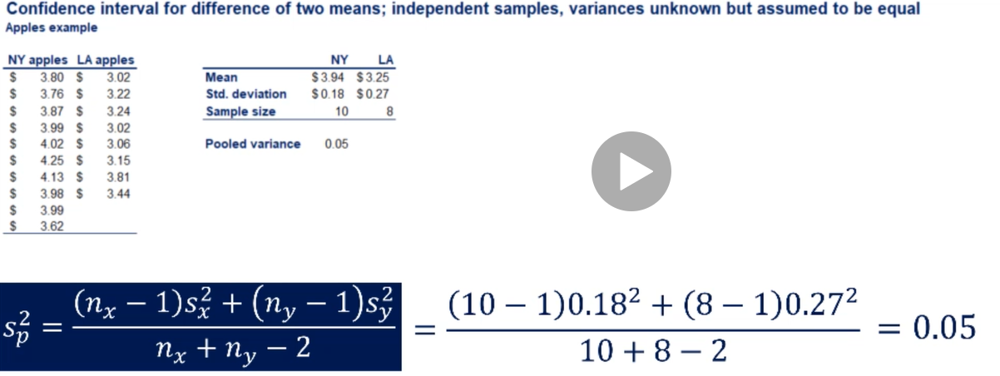 Confidence interval for difference of two means; independent samples, variances unknown but assumed to be equal
Apples example
NY apples LA apples
$ 3.80 $ 3.02
$ 3.76 $ 3.22
$ 3.87 $ 3.24
$ 3.99 $ 3.02
$ 4.02 $ 3.06
$ 4.25 $ 3.15
$ 4.13 $ 3.81
$ 3.98 $ 3.44
$ 3.99
$ 3.62
NY LA
Mean $3.94 $3.25
Std. deviation $0.18 $0.27
Sample size 10 8
Pooled variance 0.05
s_p^2 = \frac{(n_x − 1)s_x^2 + (n_y − 1)s_y^2}{n_x + n_y − 2} = \frac{(10 − 1)0.18^2 + (8 − 1)0.27^2}{10 + 8 − 2} = 0.05